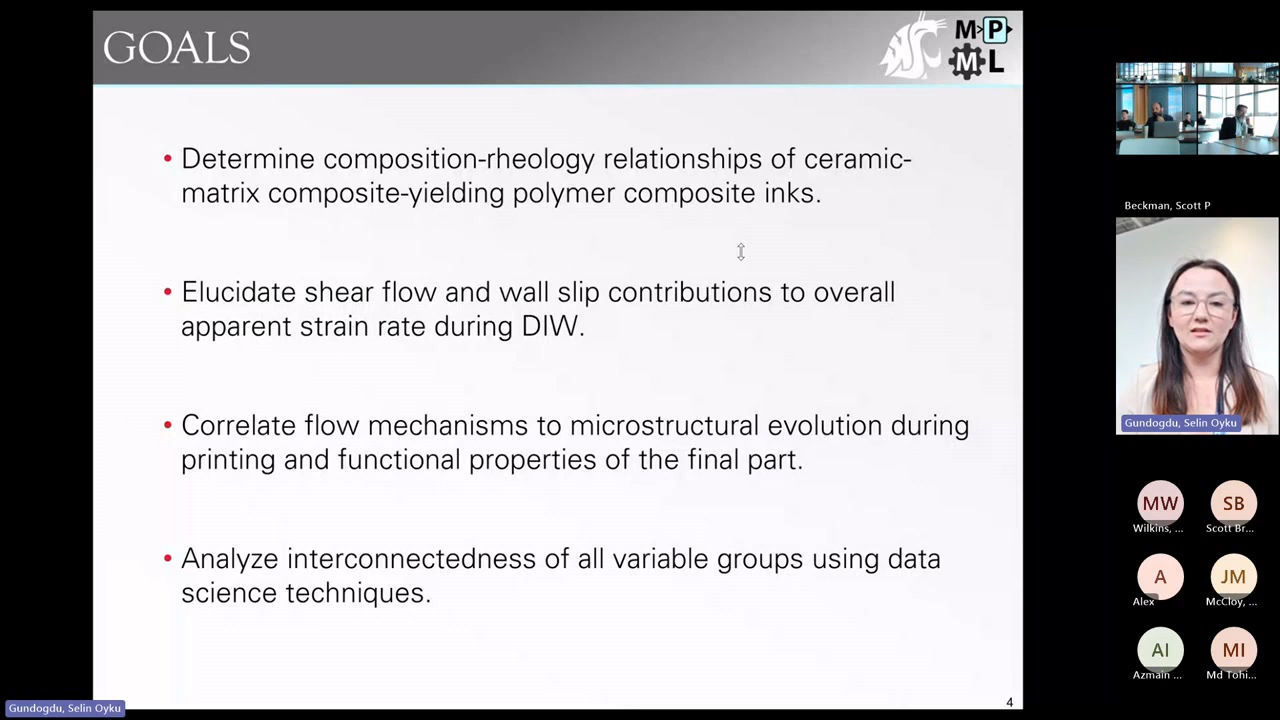 GOALS
M P
M L
• Determine composition-rheology relationships of ceramic-
matrix composite-yielding polymer composite inks.
• Elucidate shear flow and wall slip contributions to overall
apparent strain rate during DIW.
• Correlate flow mechanisms to microstructural evolution during
printing and functional properties of the final part.
• Analyze interconnectedness of all variable groups using data
science techniques.
4
Gundogdu, Selin Oyku
Beckman, Scott P
Gundogdu, Selin Oyku
MW SB
Wilkins, ... Scott Br...
A JM
Alex McCloy, ...
AI MI
Azmain ... Md Tohi...